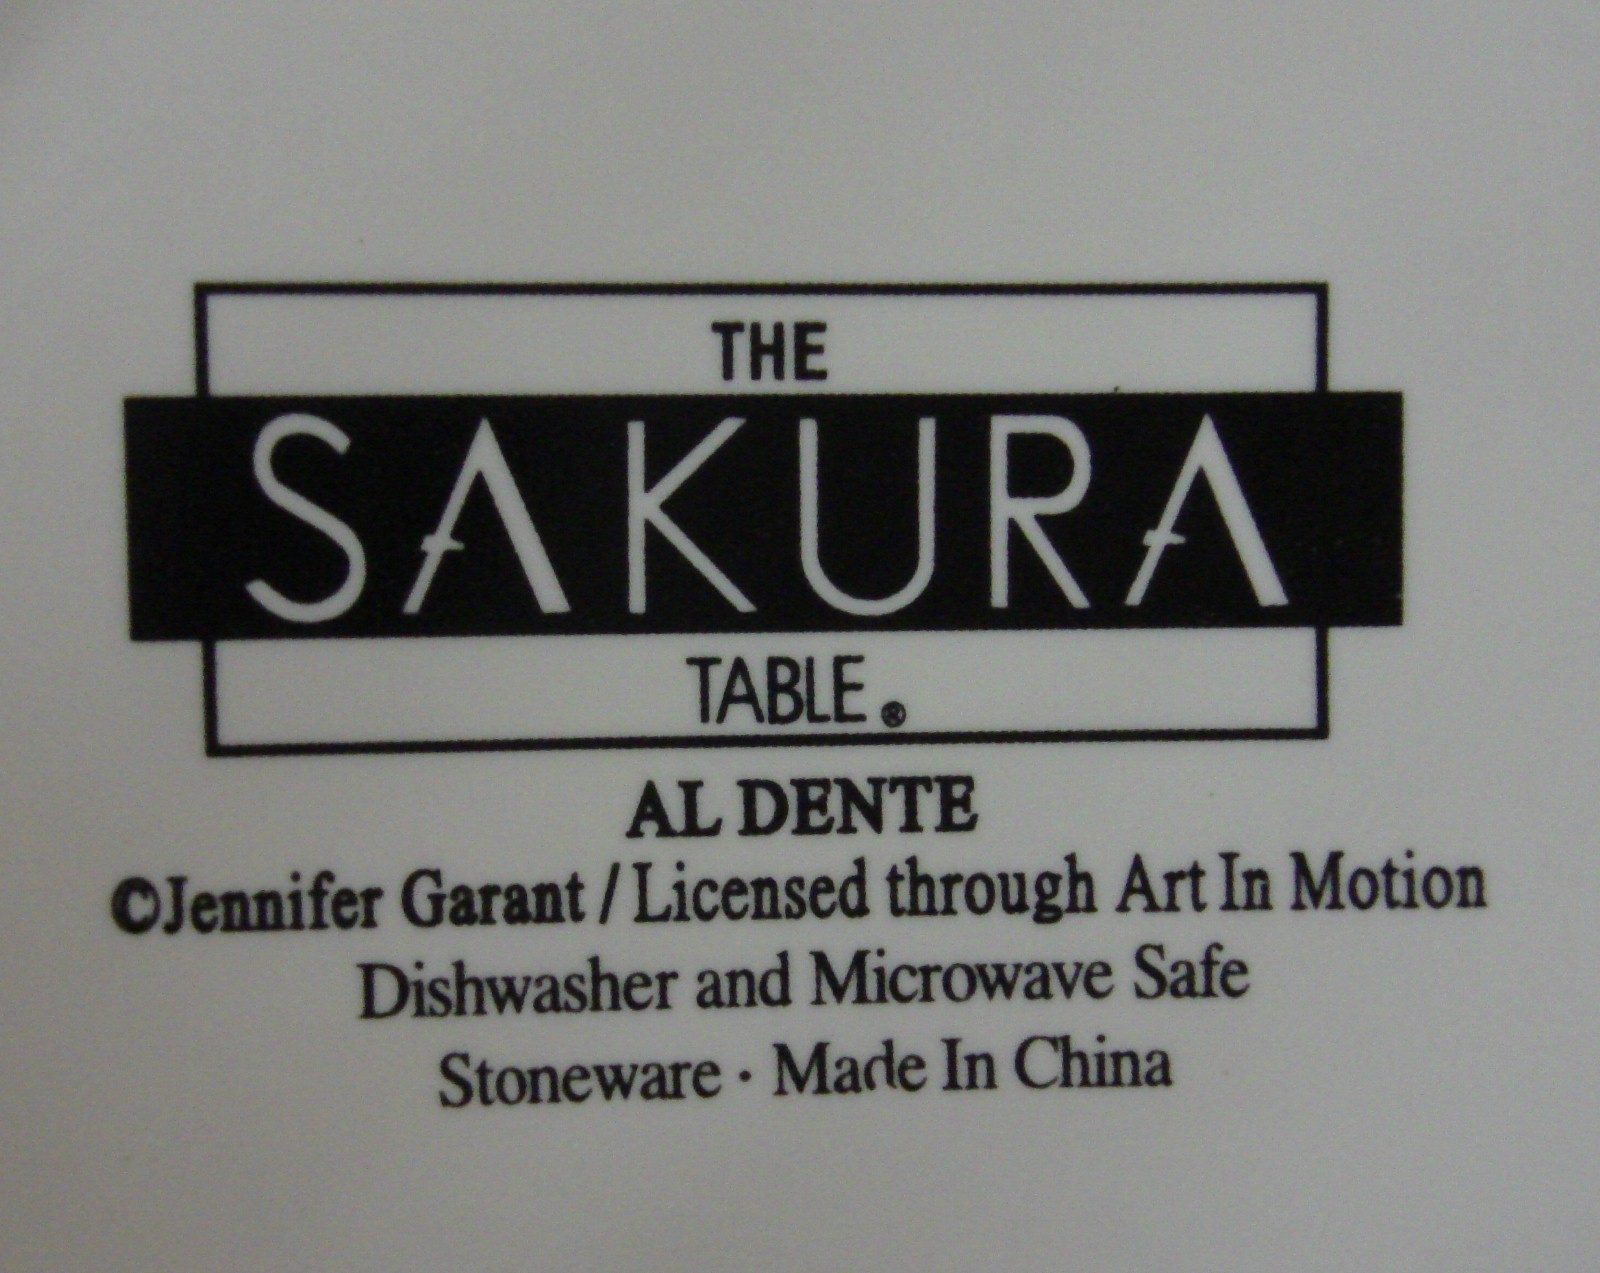 THE
SAKURA
TABLE®
AL DENTE
©Jennifer Garant / Licensed through Art In Motion
Dishwasher and Microwave Safe
Stoneware · Made In China